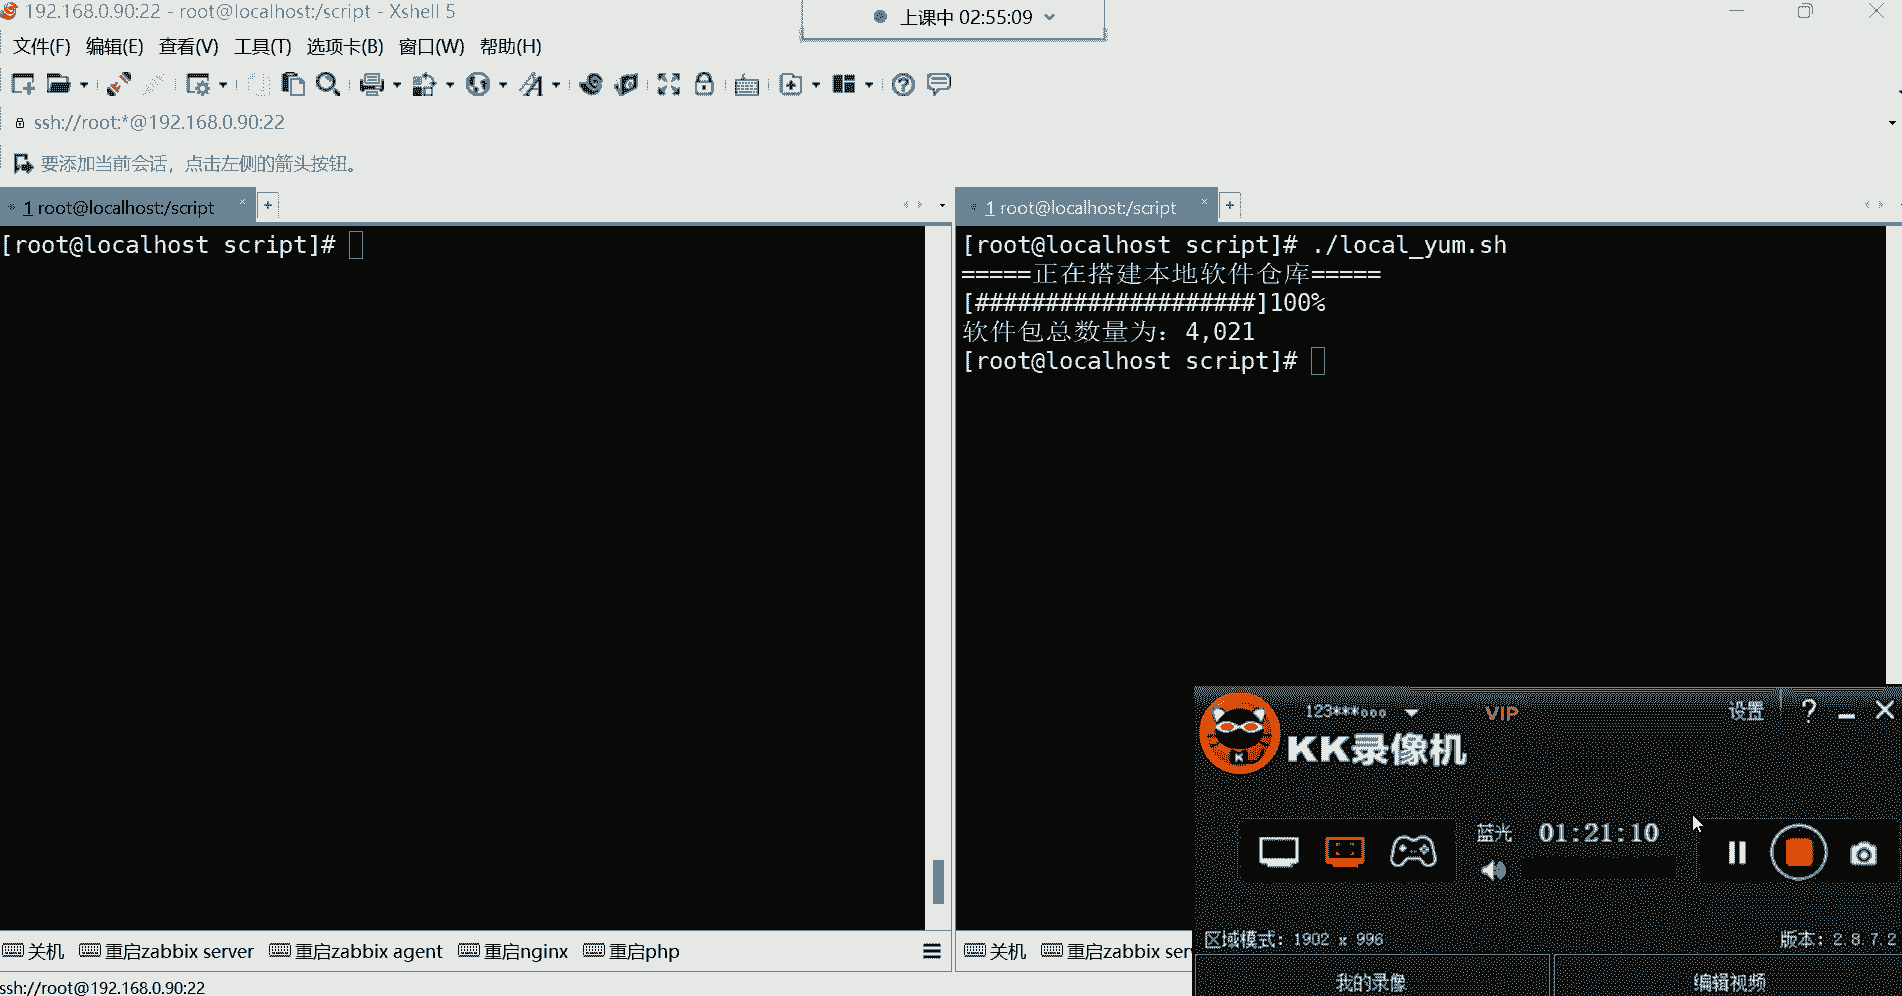 192.168.0.90:22 - root@localhost:/script - Xshell 5
上课中 02:55:09
文件(F) 编辑(E) 查看(V) 工具(T) 选项卡(B) 窗口(W) 帮助(H)
ssh://root:*@192.168.0.90:22
要添加当前会话，点击左侧的箭头按钮。
1 root@localhost:/script
[root@localhost script]#
1 root@localhost:/script
[root@localhost script]# ./local_yum.sh
=====正在搭建本地软件仓库=====
[####################]100%
软件包总数量为：4,021
[root@localhost script]#
123***ooo VIP 设置
KK录像机
蓝光 01:21:10
区域模式：1902 x 996 版本：2.8.7.2
我的录像 编辑视频
关机 重启zabbix server 重启zabbix agent 重启nginx 重启php
关机 重启zabbix ser
ssh://root@192.168.0.90:22